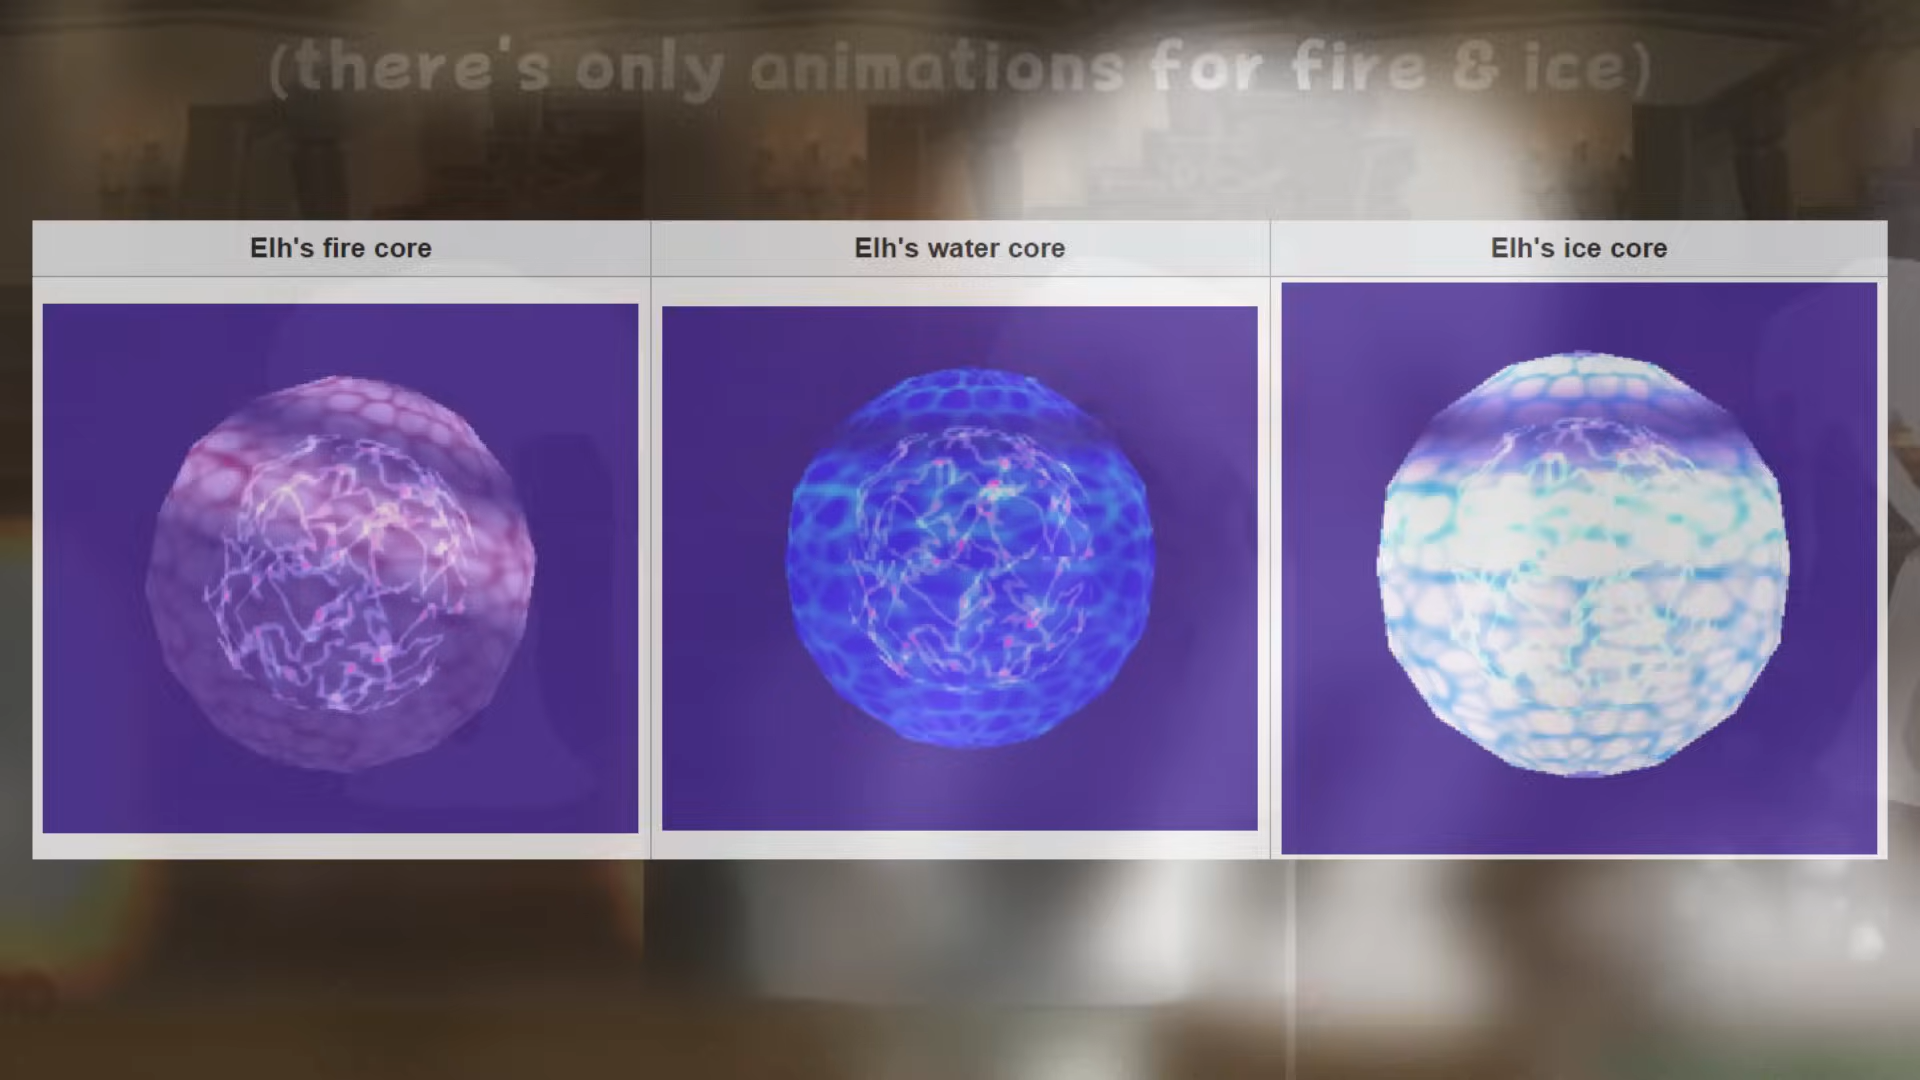 (there's only animations for fire & ice)
Elh's fire core
Elh's water core
Elh's ice core